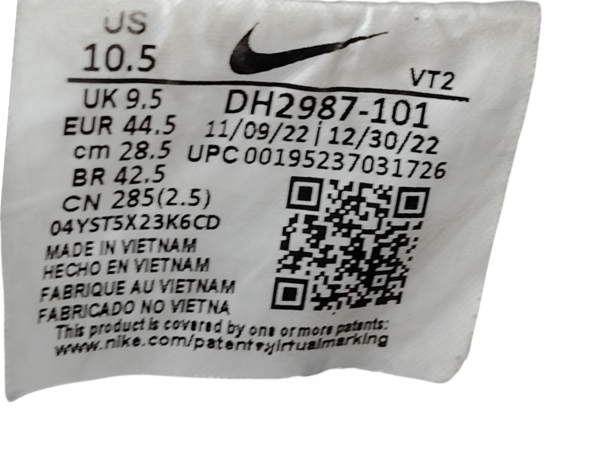 US
10.5
VT2
UK 9.5
EUR 44.5
cm 28.5
BR 42.5
CN 285(2.5)
04YST5X23K6CD
DH2987-101
11/09/22 | 12/30/22
UPC 00195237031726
MADE IN VIETNAM
HECHO EN VIETNAM
FABRIQUE AU VIETNAM
FABRICADO NO VIETNA
This product is covered by one or more patents:
www.nike.com/patents-virtualmarking